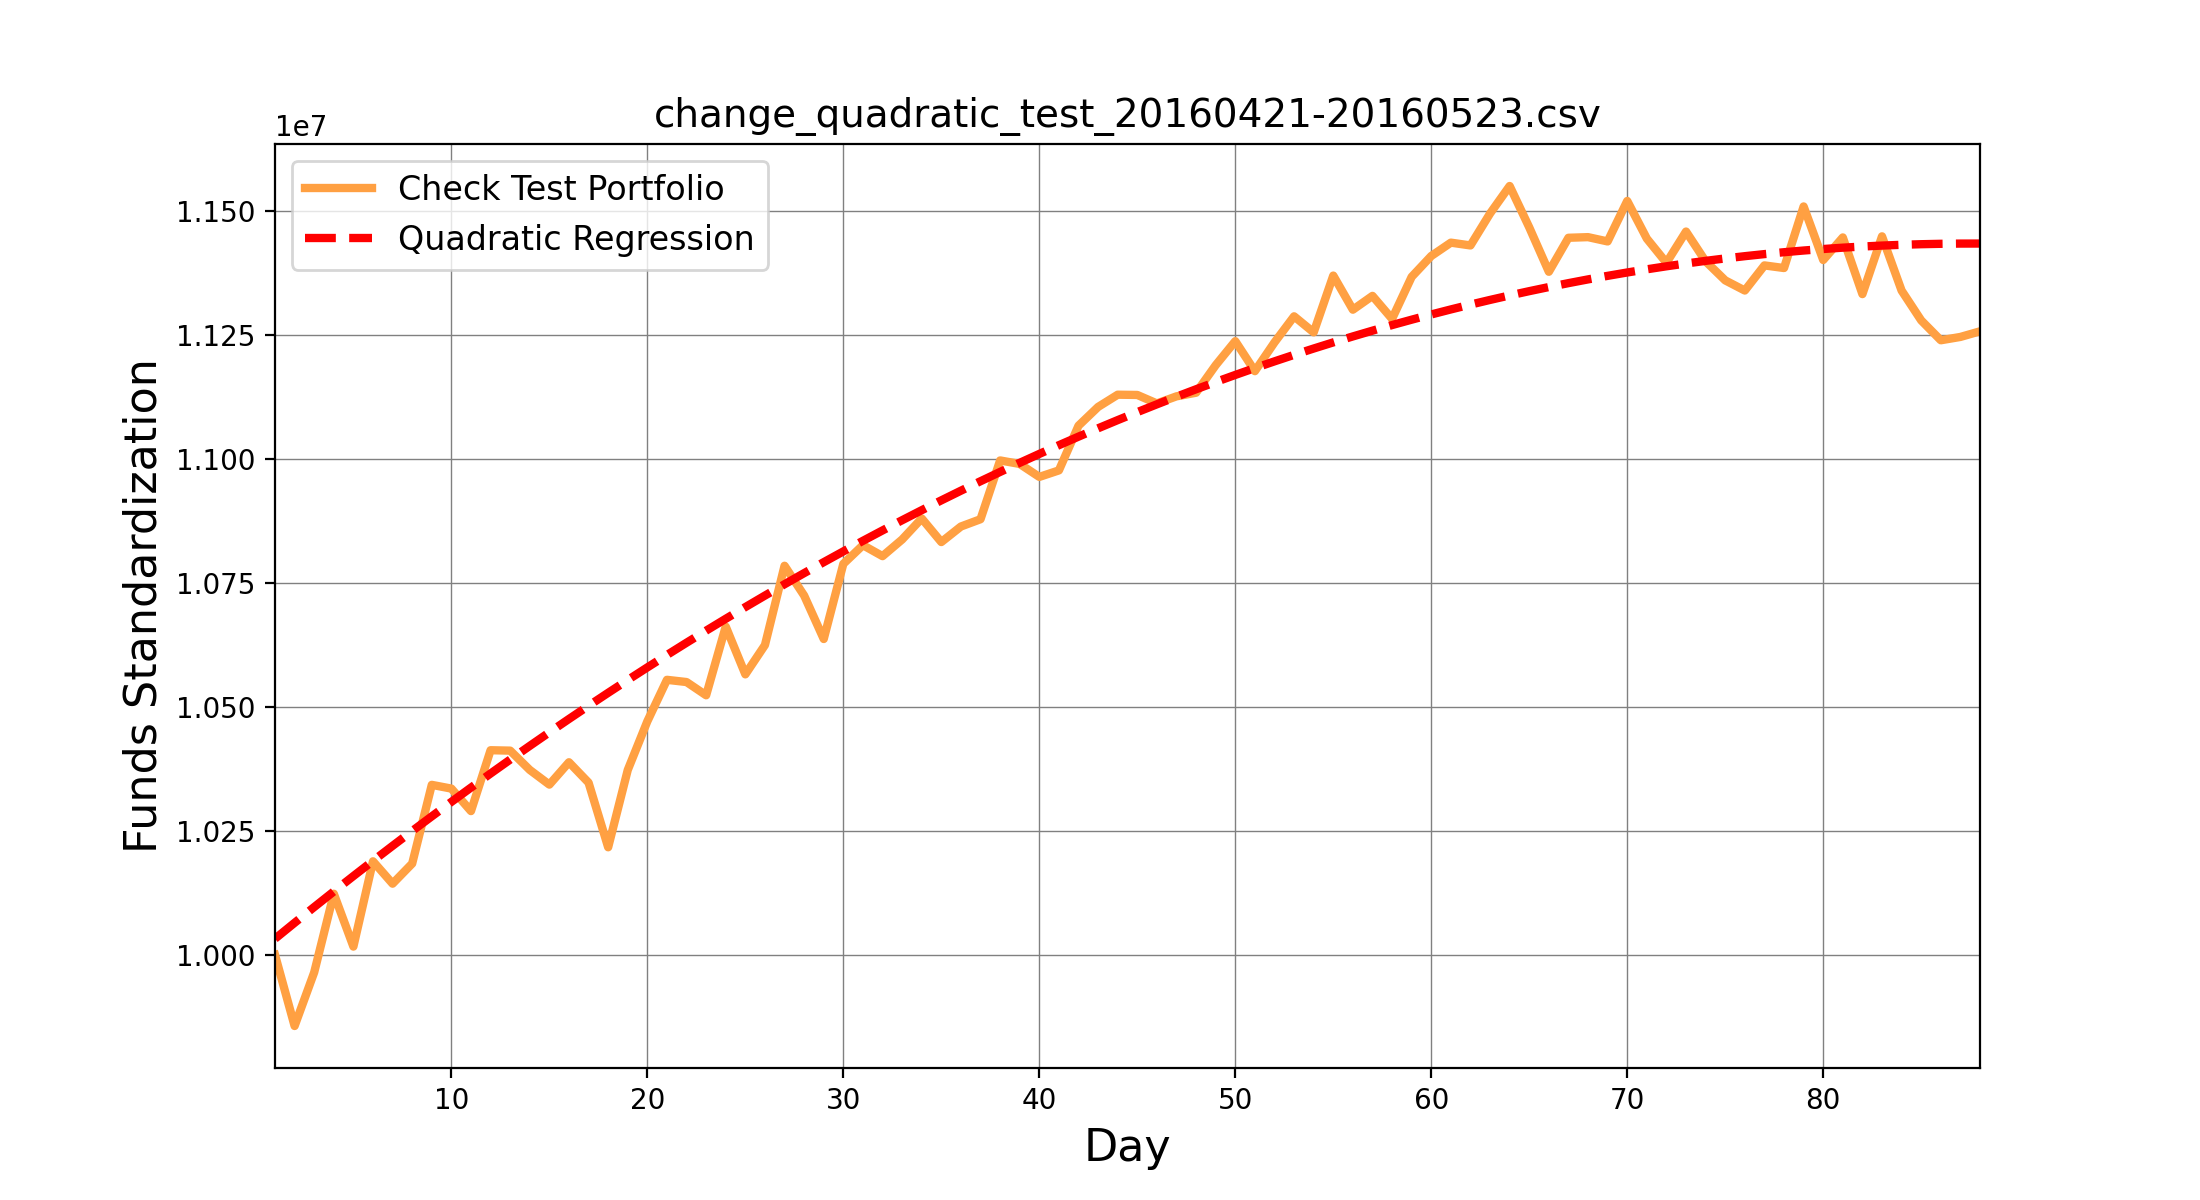 change_quadratic_test_20160421-20160523.csv
1e7
Check Test Portfolio
Quadratic Regression
1.150
1.125
1.100
1.075
1.050
1.025
1.000
Funds Standardization
10 20 30 40 50 60 70 80
Day